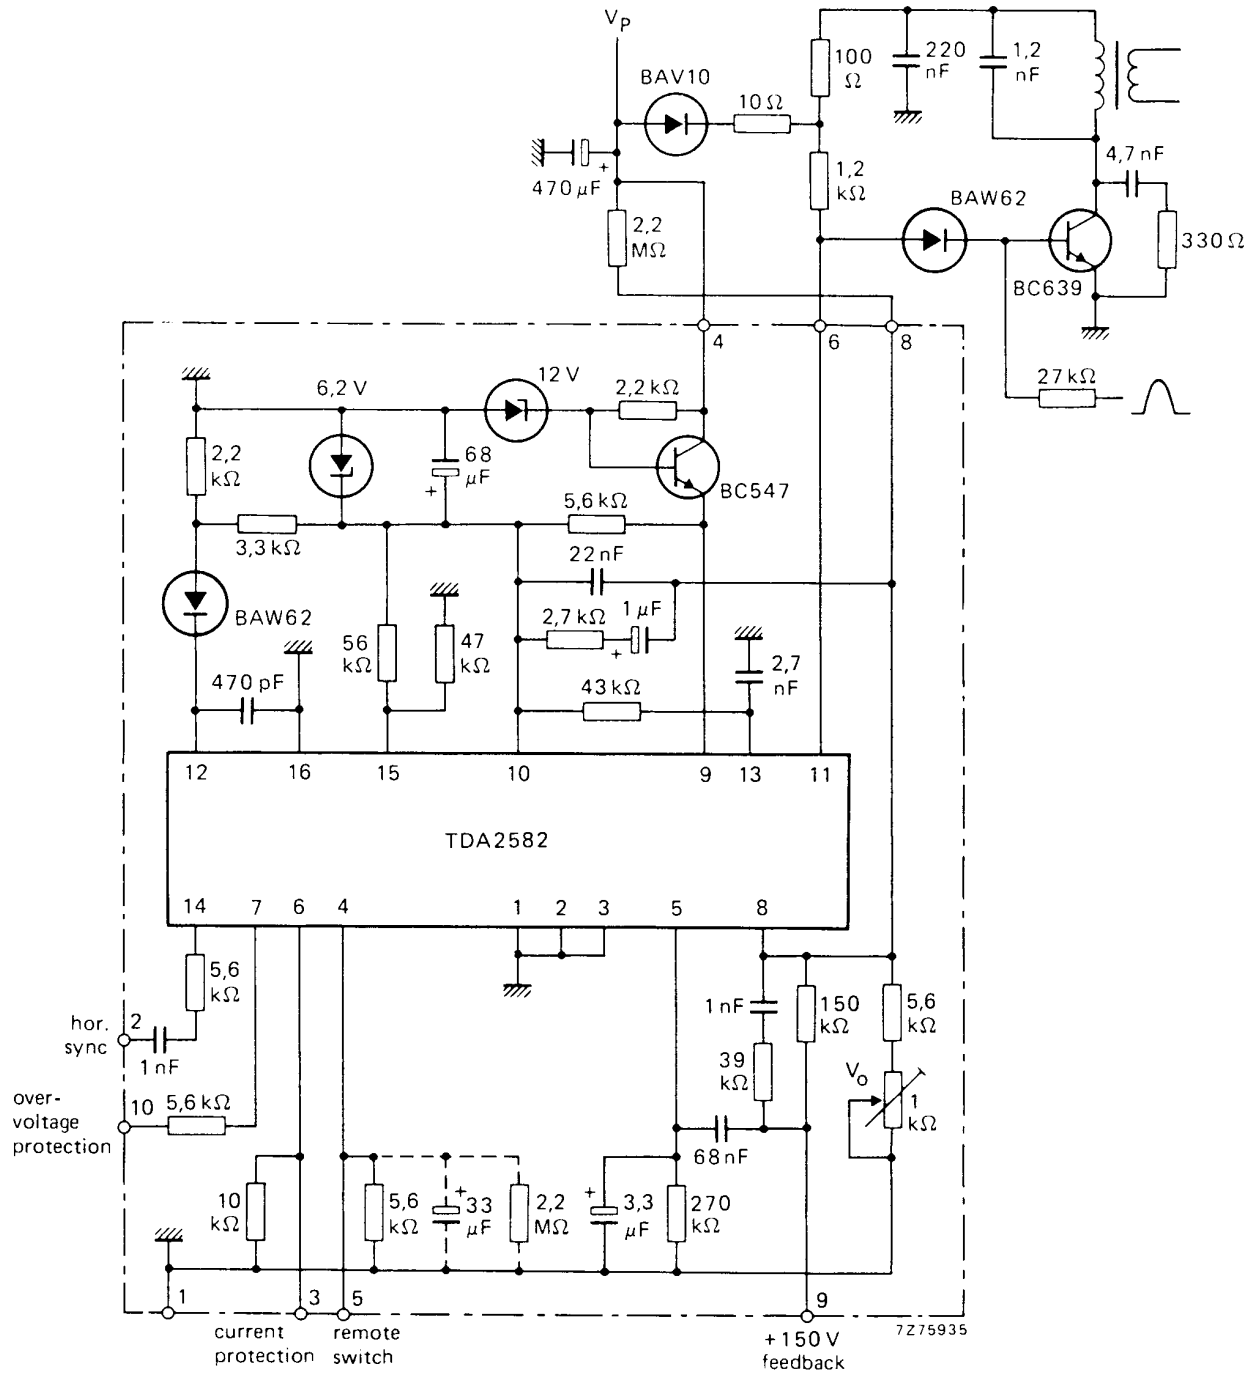 VP
BAV10
10 Ω
100
Ω
220
nF
1,2
nF
470 µF
+
2,2
MΩ
1,2
kΩ
4,7 nF
BAW62
BC639
330 Ω
27 kΩ
4
6
8
6,2 V
12 V
2,2 kΩ
2,2
kΩ
68
µF
+
BC547
3,3 kΩ
5,6 kΩ
22 nF
BAW62
2,7 kΩ
1 µF
+
56
kΩ
47
kΩ
2,7
nF
470 pF
43 kΩ
12
16
15
10
9
13
11
TDA2582
14
7
6
4
1
2
3
5
8
5,6
kΩ
1 nF
150
kΩ
5,6
kΩ
hor.
sync
2
1 nF
39
kΩ
Vo
1
kΩ
over-
voltage
protection
10
5,6 kΩ
68 nF
10
kΩ
5,6
kΩ
+
33
µF
2,2
MΩ
+
3,3
µF
270
kΩ
1
3
5
9
current
protection
remote
switch
+150 V
feedback
7Z75935